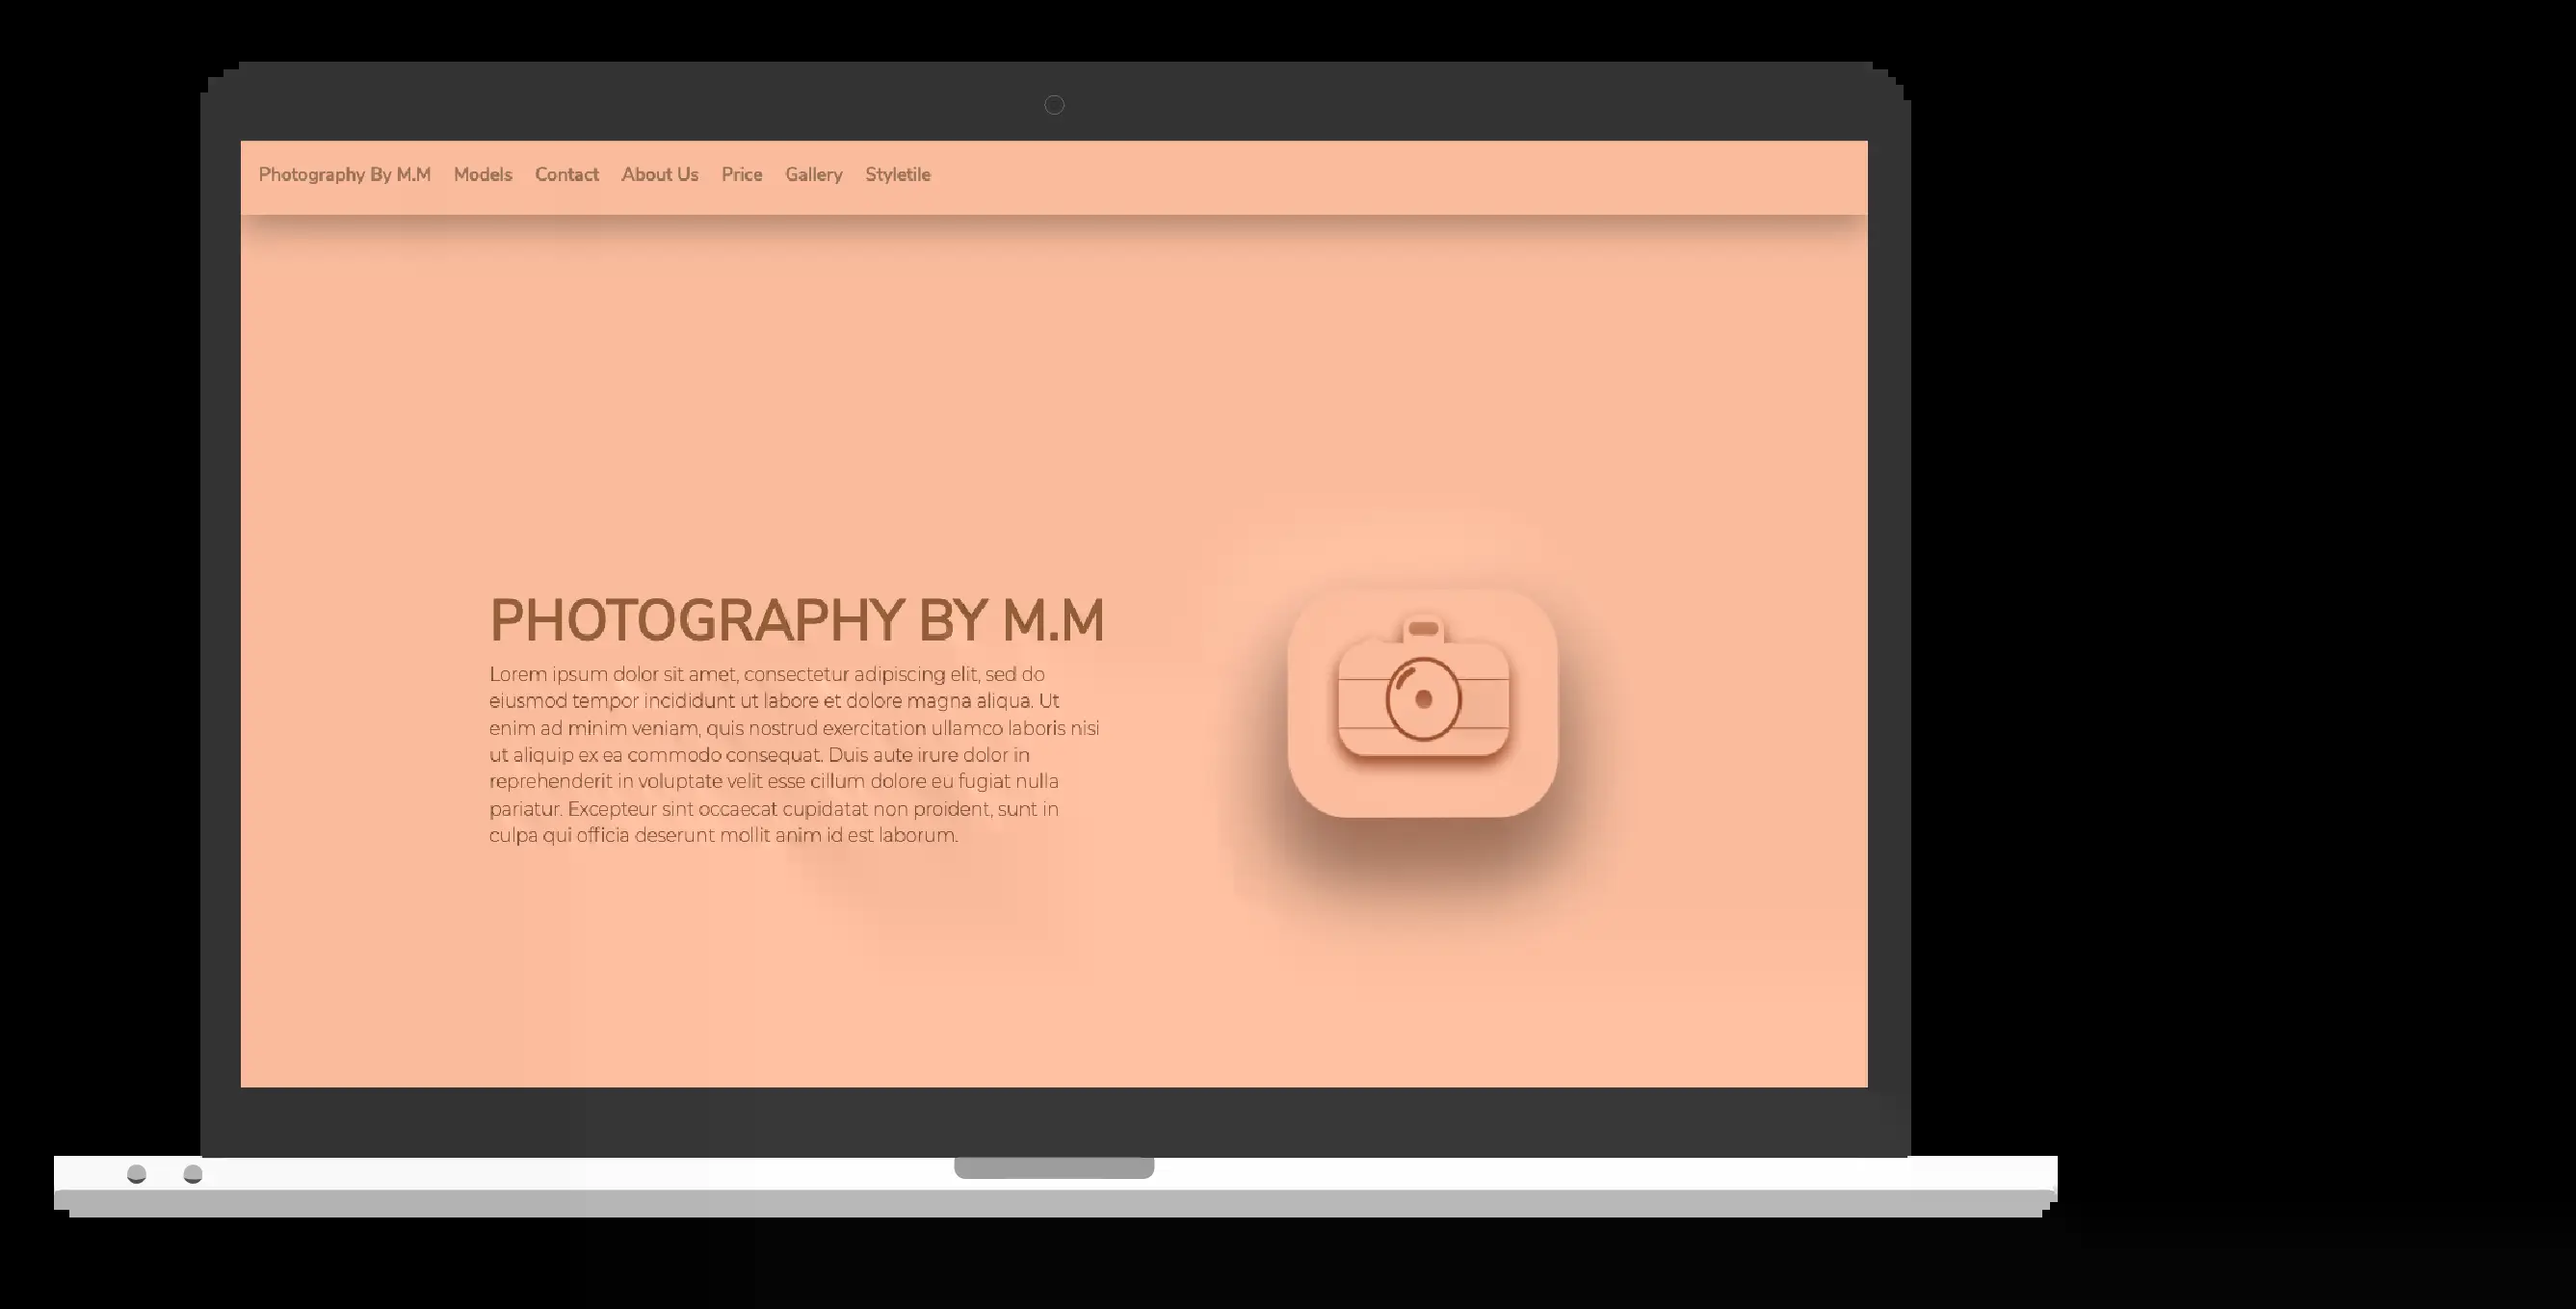 Photography By M.M Models Contact About Us Price Gallery Styletile
PHOTOGRAPHY BY M.M
Lorem ipsum dolor sit amet, consectetur adipiscing elit, sed do
eiusmod tempor incididunt ut labore et dolore magna aliqua. Ut
enim ad minim veniam, quis nostrud exercitation ullamco laboris nisi
ut aliquip ex ea commodo consequat. Duis aute irure dolor in
reprehenderit in voluptate velit esse cillum dolore eu fugiat nulla
pariatur. Excepteur sint occaecat cupidatat non proident, sunt in
culpa qui officia deserunt mollit anim id est laborum.